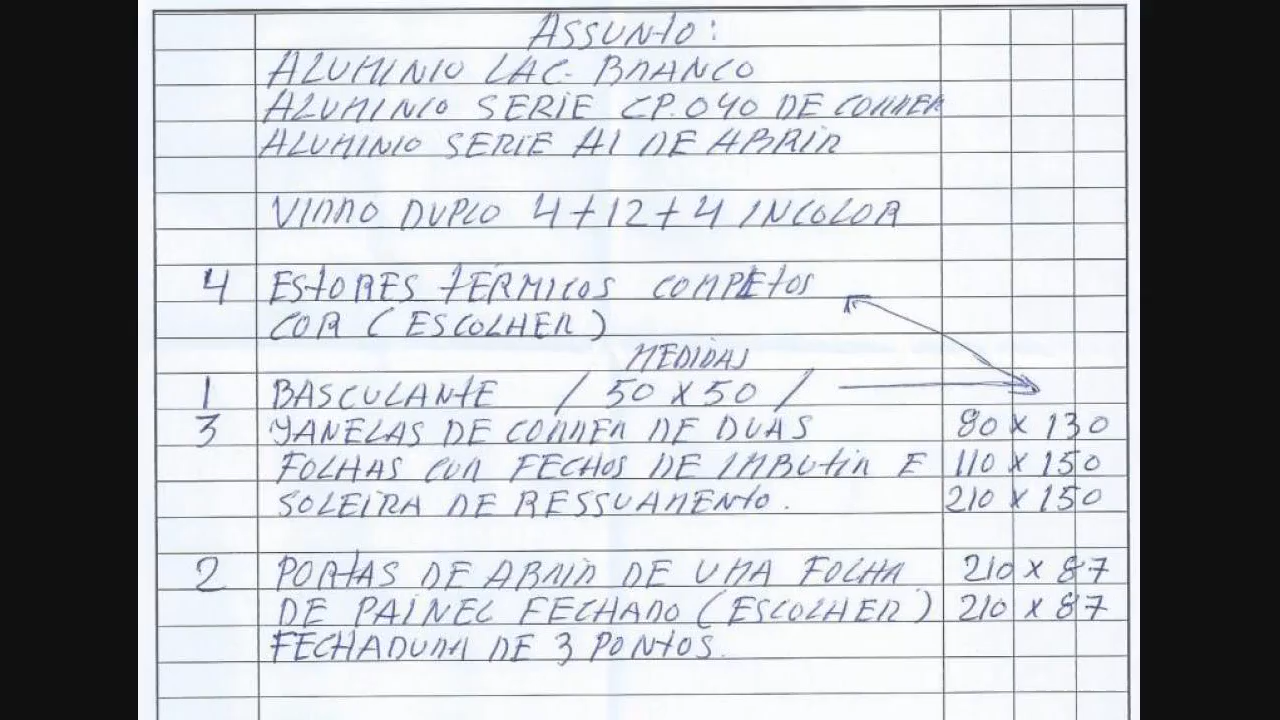 ASSUNTO:
ALUMINIO LAC. BRANCO
ALUMINIO SERIE CP.040 DE CORRER
ALUMINIO SERIE A1 DE ABRIR
VIDRO DUPLO 4+12+4 INCOLOR
4 ESTORES TERMICOS COMPLETOS
COR (ESCOLHER)
MEDIDAS
1 BASCULANTE / 50 X 50 /
3 JANELAS DE CORRER DE DUAS 90 X 130
FOLHAS COM FECHOS DE IMBUTIR E 110 X 150
SOLEIRA DE RESSUAMENTO. 210 X 150
2 PORTAS DE ABRIR DE UMA FOLHA 210 X 87
DE PAINEL FECHADO (ESCOLHER) 210 X 87
FECHADURA DE 3 PONTOS.